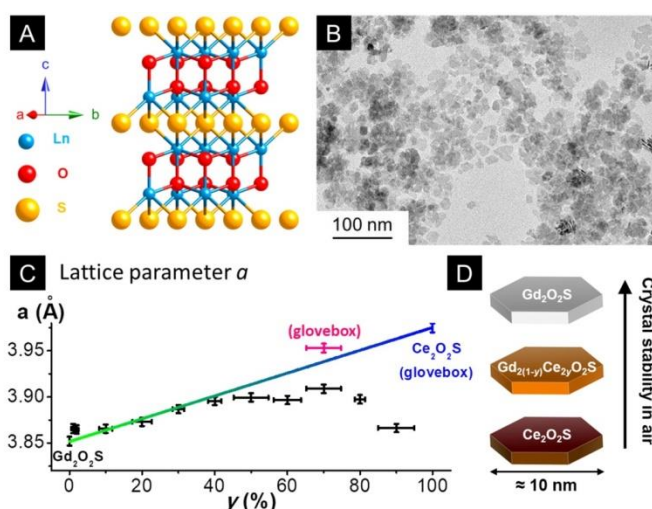 A
c
a
b
Ln
O
S
B
100 nm
C Lattice parameter a
a (Å)
3.95
3.90
3.85
(glovebox)
Ce₂O₂S
(glovebox)
Gd₂O₂S
0 20 40 60 80 100
y (%)
D
Gd₂O₂S
Gd₂₍₁₋y₎Ce₂yO₂S
Ce₂O₂S
≈ 10 nm
Crystal stability in air